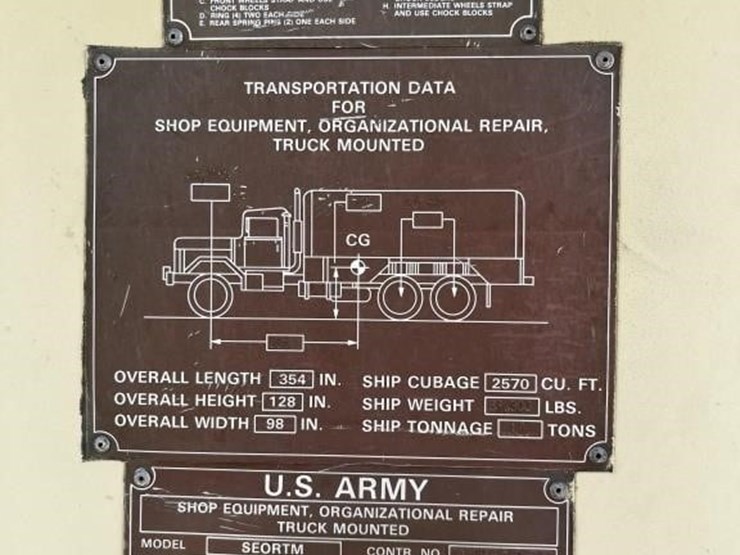 CHOCK BLOCKS
D. RING (4) TWO EACH SIDE
E. REAR SPRING PINS (2) ONE EACH SIDE
H. INTERMEDIATE WHEELS STRAP
AND USE CHOCK BLOCKS
TRANSPORTATION DATA
FOR
SHOP EQUIPMENT, ORGANIZATIONAL REPAIR,
TRUCK MOUNTED
CG
OVERALL LENGTH 354 IN.
OVERALL HEIGHT 128 IN.
OVERALL WIDTH 98 IN.
SHIP CUBAGE 2570 CU. FT.
SHIP WEIGHT LBS.
SHIP TONNAGE TONS
U.S. ARMY
SHOP EQUIPMENT, ORGANIZATIONAL REPAIR
TRUCK MOUNTED
MODEL SEORTM
CONTR. NO.